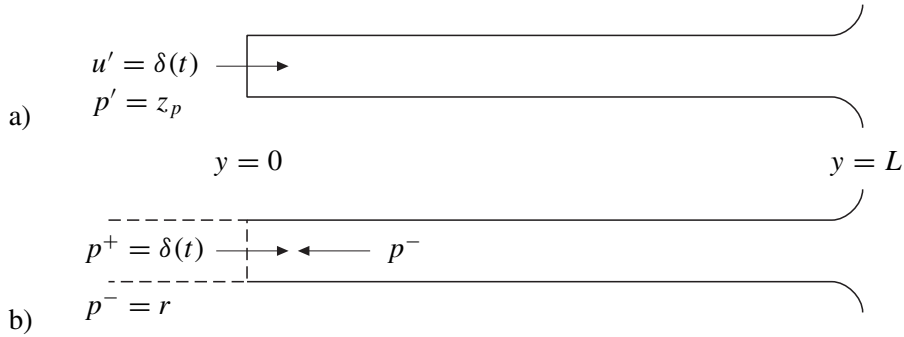 u′ = δ(t)
p′ = z_p
a)
y = 0 y = L
p⁺ = δ(t) p⁻
p⁻ = r
b)